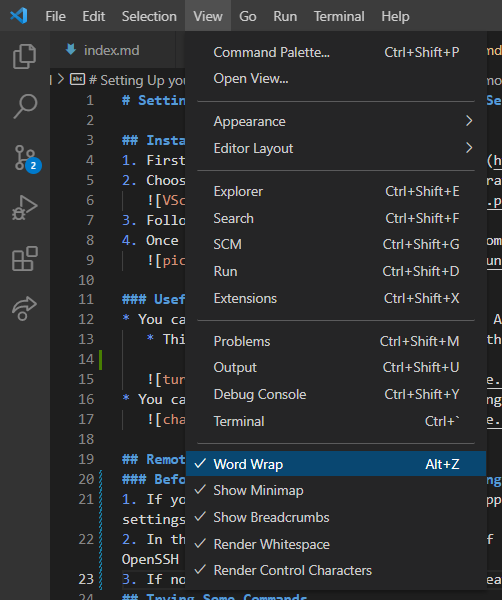 File Edit Selection View Go Run Terminal Help
index.md
Command Palette... Ctrl+Shift+P
Open View...
# Setting Up you
1 # Settin
2
Appearance
3 ## Insta
Editor Layout
4 1. First (h
5 2. Choos
Explorer Ctrl+Shift+E
6 ![VSc .p
Search Ctrl+Shift+F
7 3. Follo
SCM Ctrl+Shift+G
8 4. Once om
9 ![pic un
Run Ctrl+Shift+D
10
Extensions Ctrl+Shift+X
11 ### Usef
12 * You ca A
13 * Thi th
Problems Ctrl+Shift+M
14
Output Ctrl+Shift+U
15 ![tun e.
Debug Console Ctrl+Shift+Y
16 * You ca ng
17 ![cha e.
Terminal Ctrl+`
18
19 ## Remot
Word Wrap Alt+Z
20 ### Befo ng
21 1. If yo pp
Show Minimap
settings
Show Breadcrumbs
22 2. In th f
Render Whitespace
OpenSSH
23 3. If no ea
Render Control Characters
24 ## Trying Some Commands
2